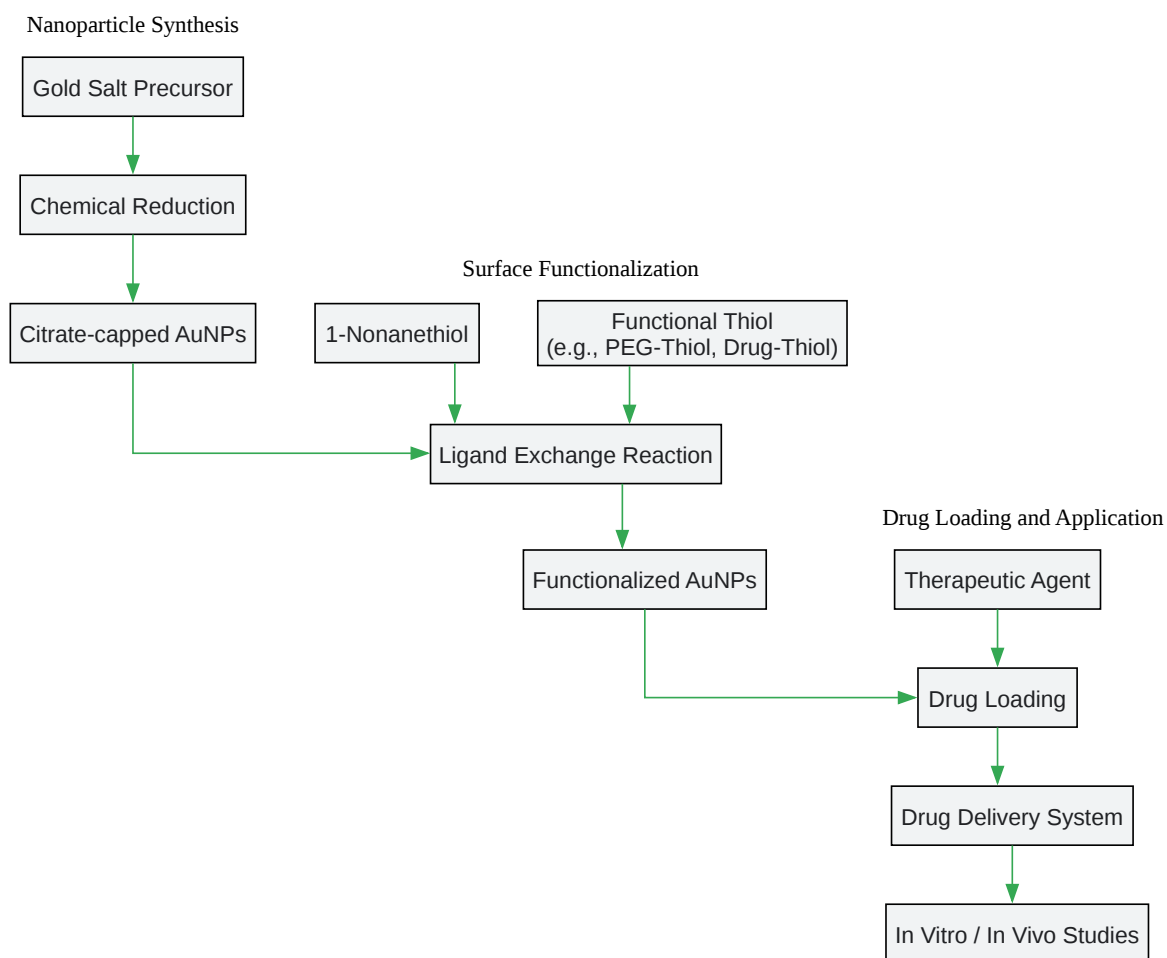 Nanoparticle Synthesis
Gold Salt Precursor
Chemical Reduction
Citrate-capped AuNPs
Surface Functionalization
1-Nonanethiol
Functional Thiol
(e.g., PEG-Thiol, Drug-Thiol)
Ligand Exchange Reaction
Functionalized AuNPs
Drug Loading and Application
Therapeutic Agent
Drug Loading
Drug Delivery System
In Vitro / In Vivo Studies